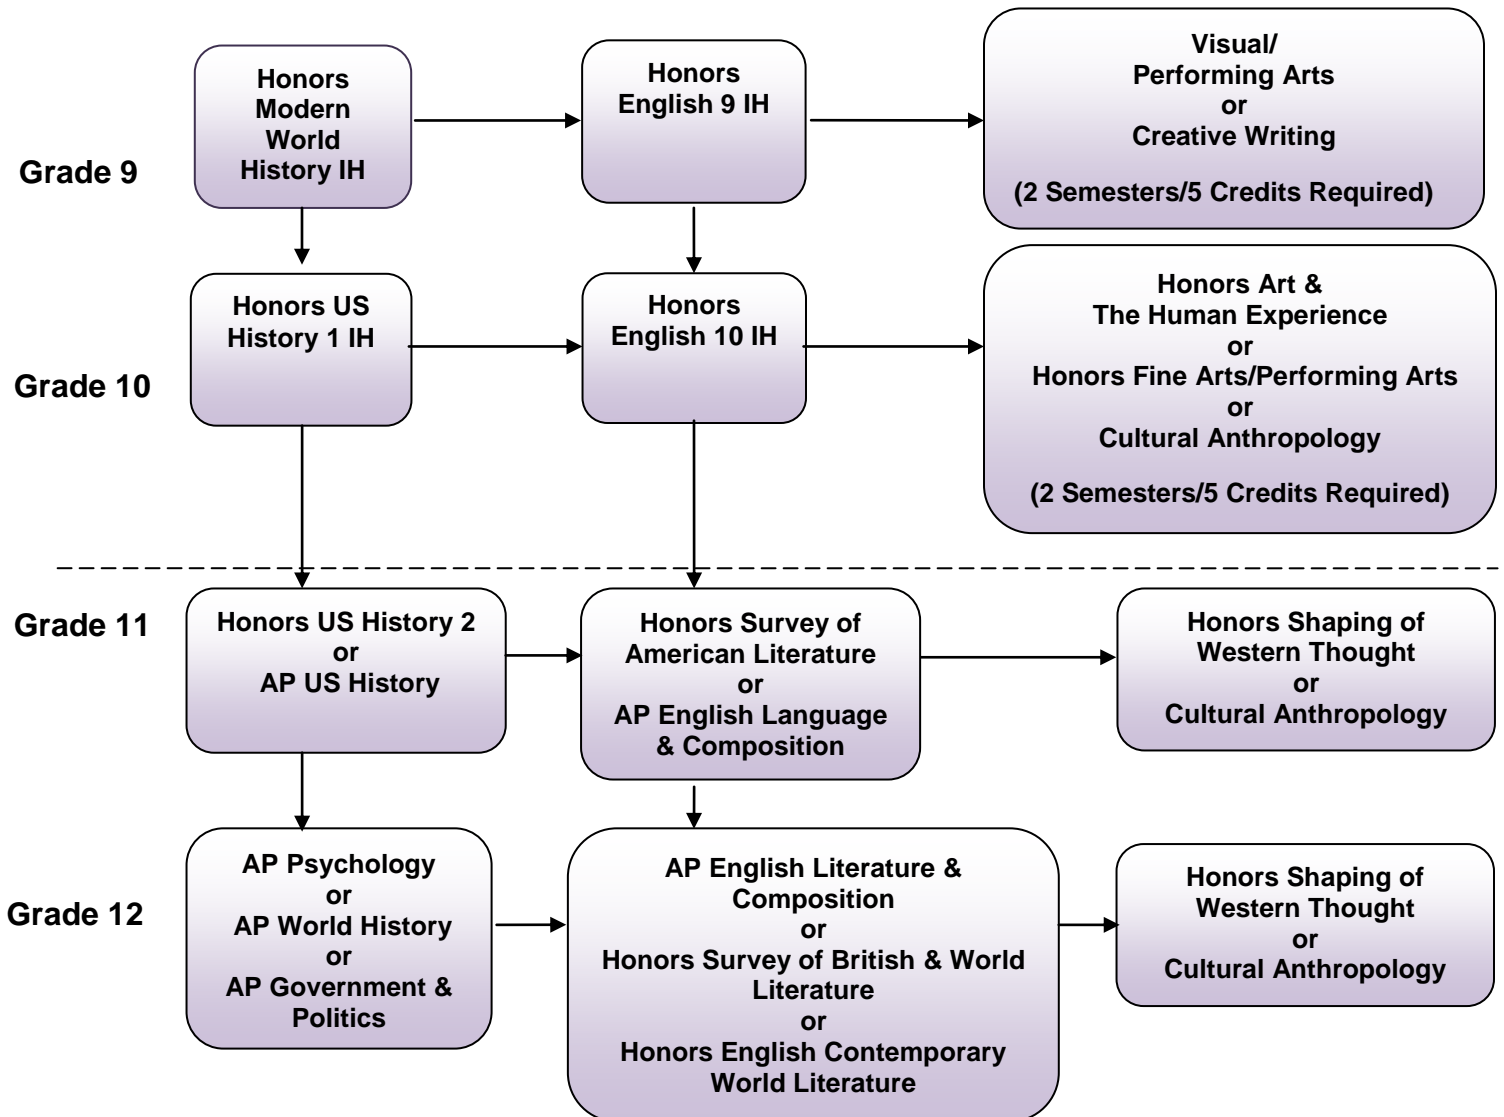 Grade 9
Honors
Modern
World
History IH
Honors
English 9 IH
Visual/
Performing Arts
or
Creative Writing
(2 Semesters/5 Credits Required)
Grade 10
Honors US
History 1 IH
Honors
English 10 IH
Honors Art &
The Human Experience
or
Honors Fine Arts/Performing Arts
or
Cultural Anthropology
(2 Semesters/5 Credits Required)
Grade 11
Honors US History 2
or
AP US History
Honors Survey of
American Literature
or
AP English Language
& Composition
Honors Shaping of
Western Thought
or
Cultural Anthropology
Grade 12
AP Psychology
or
AP World History
or
AP Government &
Politics
AP English Literature &
Composition
or
Honors Survey of British & World
Literature
or
Honors English Contemporary
World Literature
Honors Shaping of
Western Thought
or
Cultural Anthropology